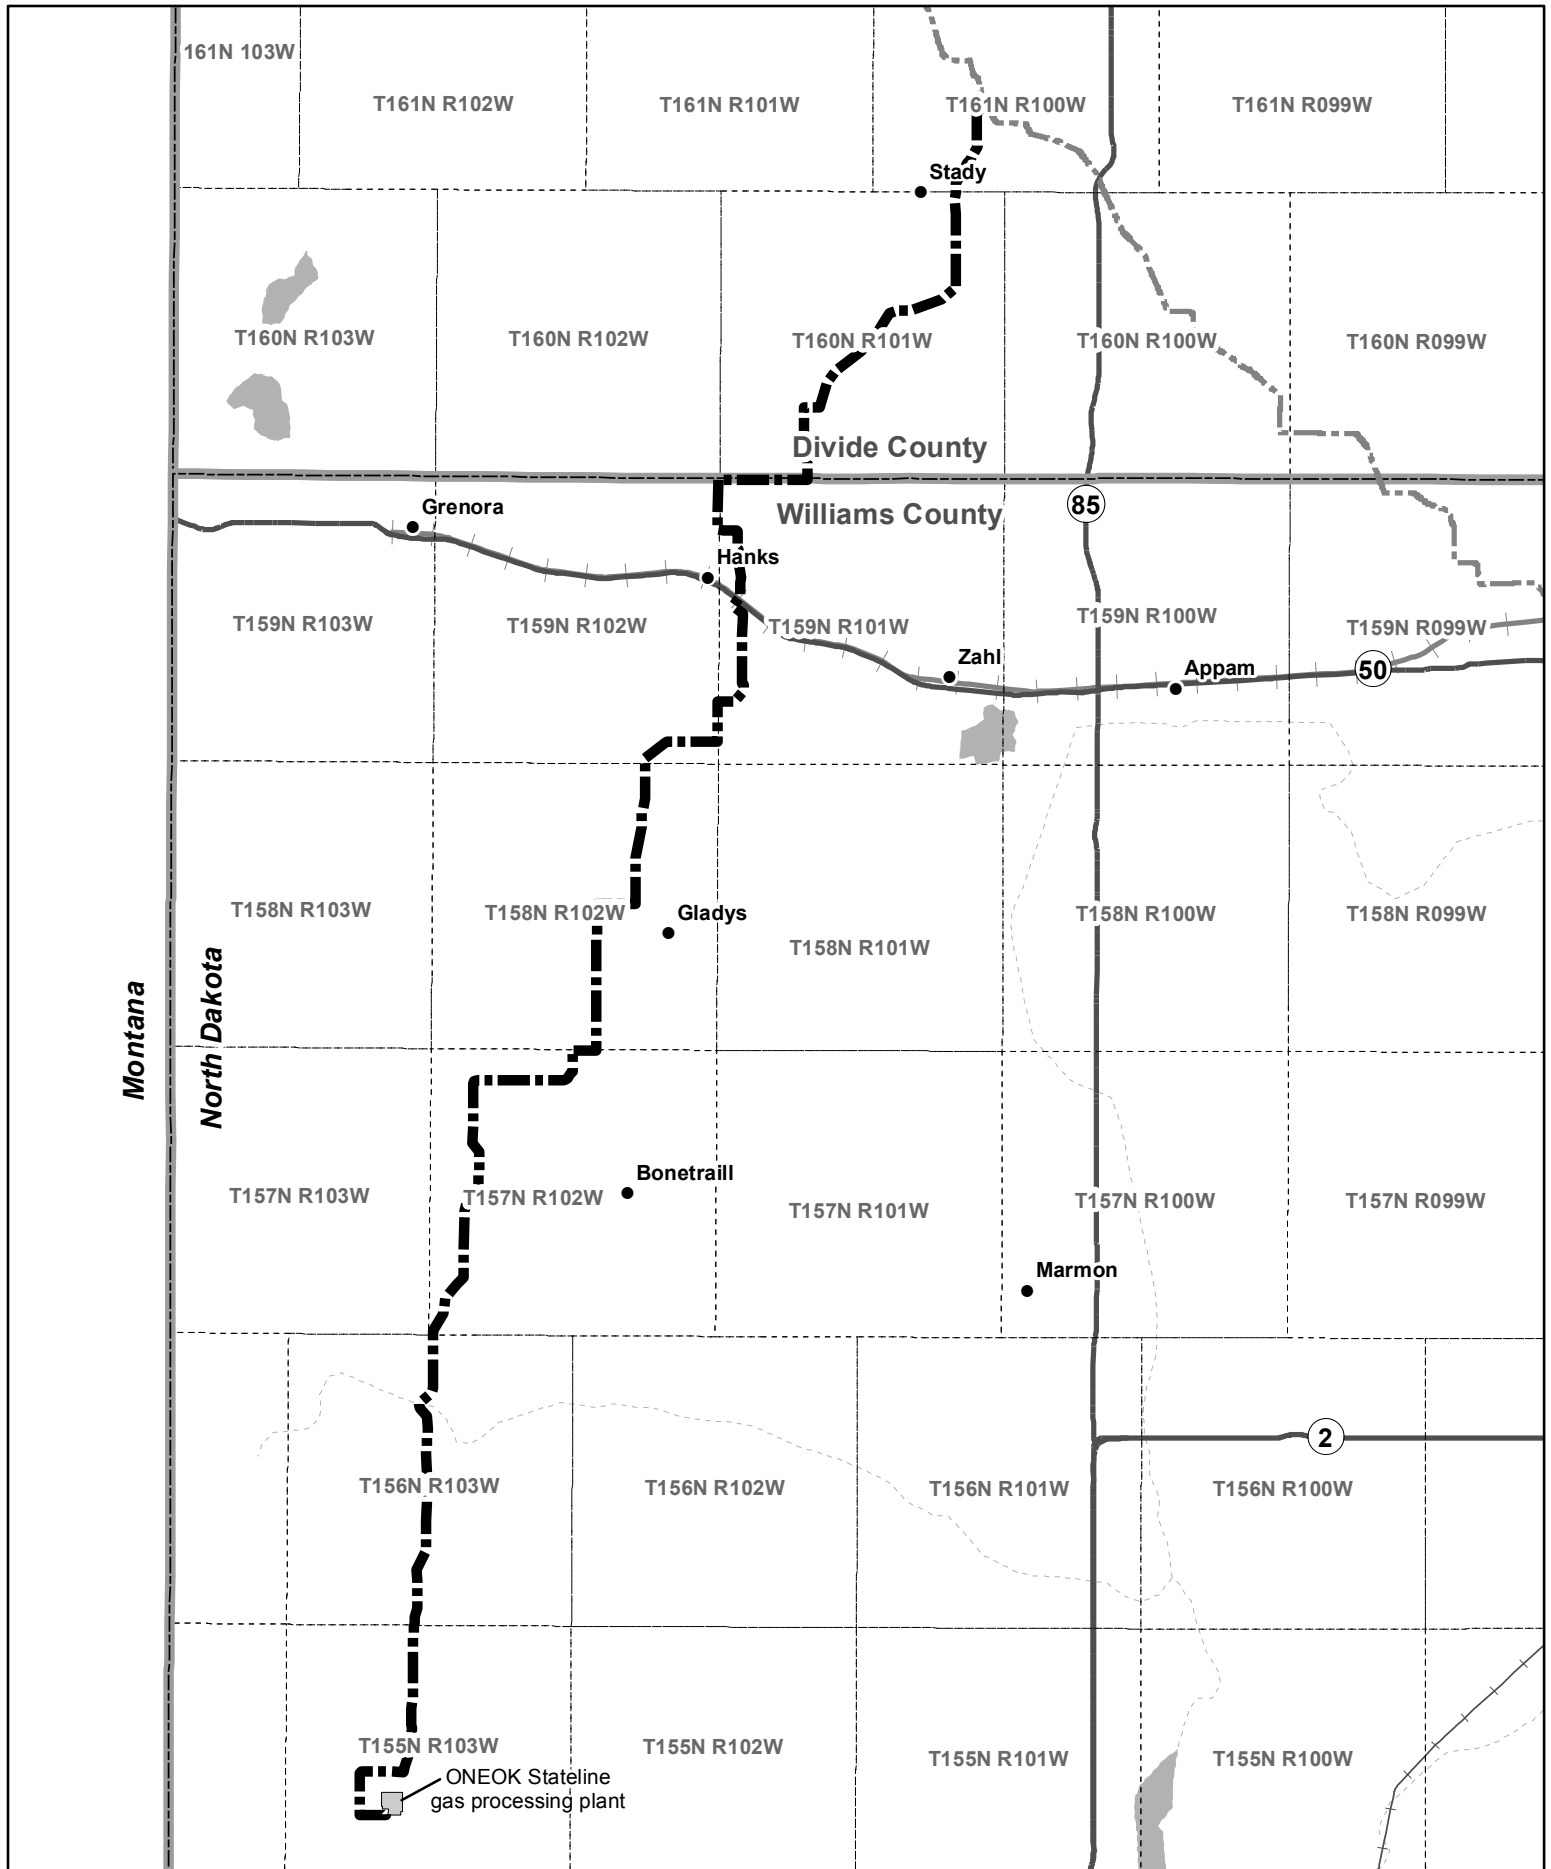 161N 103W
T161N R102W
T161N R101W
T161N R100W
T161N R099W
Stady
T160N R103W
T160N R102W
T160N R101W
T160N R100W
T160N R099W
Divide County
Williams County
85
Grenora
Hanks
T159N R103W
T159N R102W
T159N R101W
T159N R100W
T159N R099W
Zahl
Appam
50
T158N R103W
T158N R102W
Gladys
T158N R101W
T158N R100W
T158N R099W
Montana
North Dakota
Bonetraill
T157N R103W
T157N R102W
T157N R101W
T157N R100W
T157N R099W
Marmon
2
T156N R103W
T156N R102W
T156N R101W
T156N R100W
T155N R103W
T155N R102W
T155N R101W
T155N R100W
ONEOK Stateline
gas processing plant